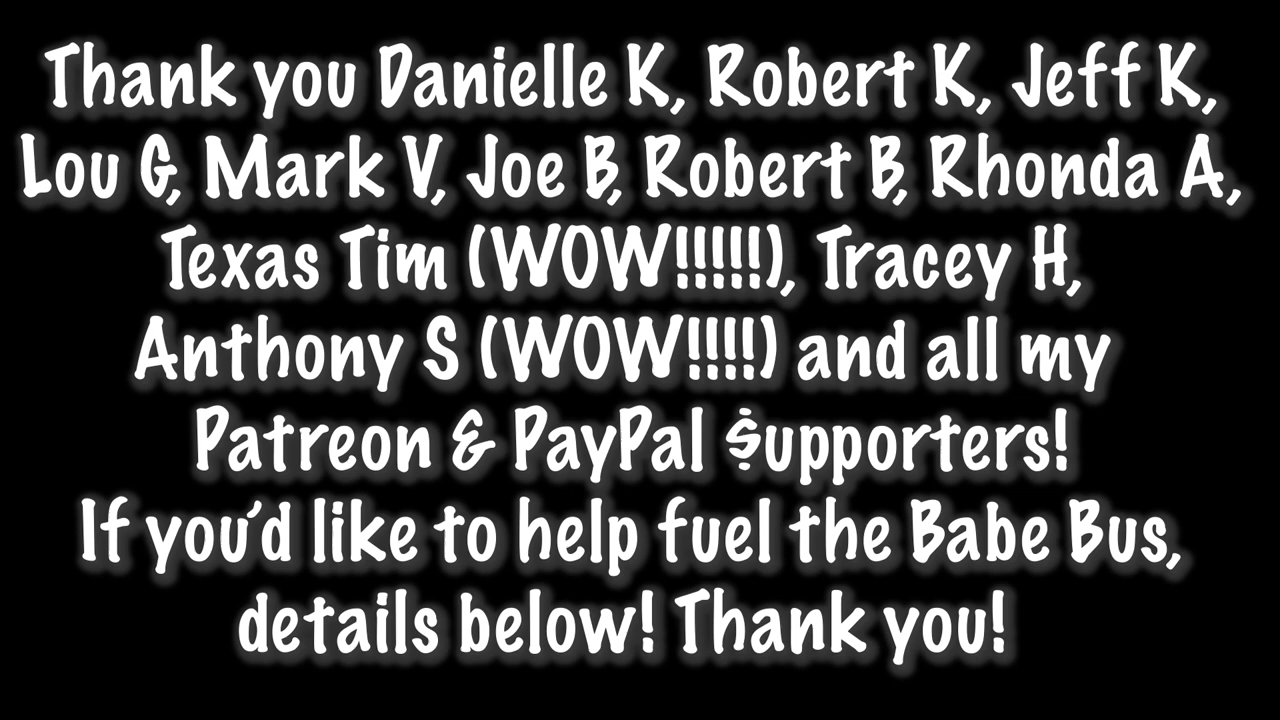 Thank you Danielle K, Robert K, Jeff K,
Lou G, Mark V, Joe B, Robert B, Rhonda A,
Texas Tim (WOW!!!!!), Tracey H,
Anthony S (WOW!!!!) and all my
Patreon & PayPal $upporters!
If you'd like to help fuel the Babe Bus,
details below! Thank you!